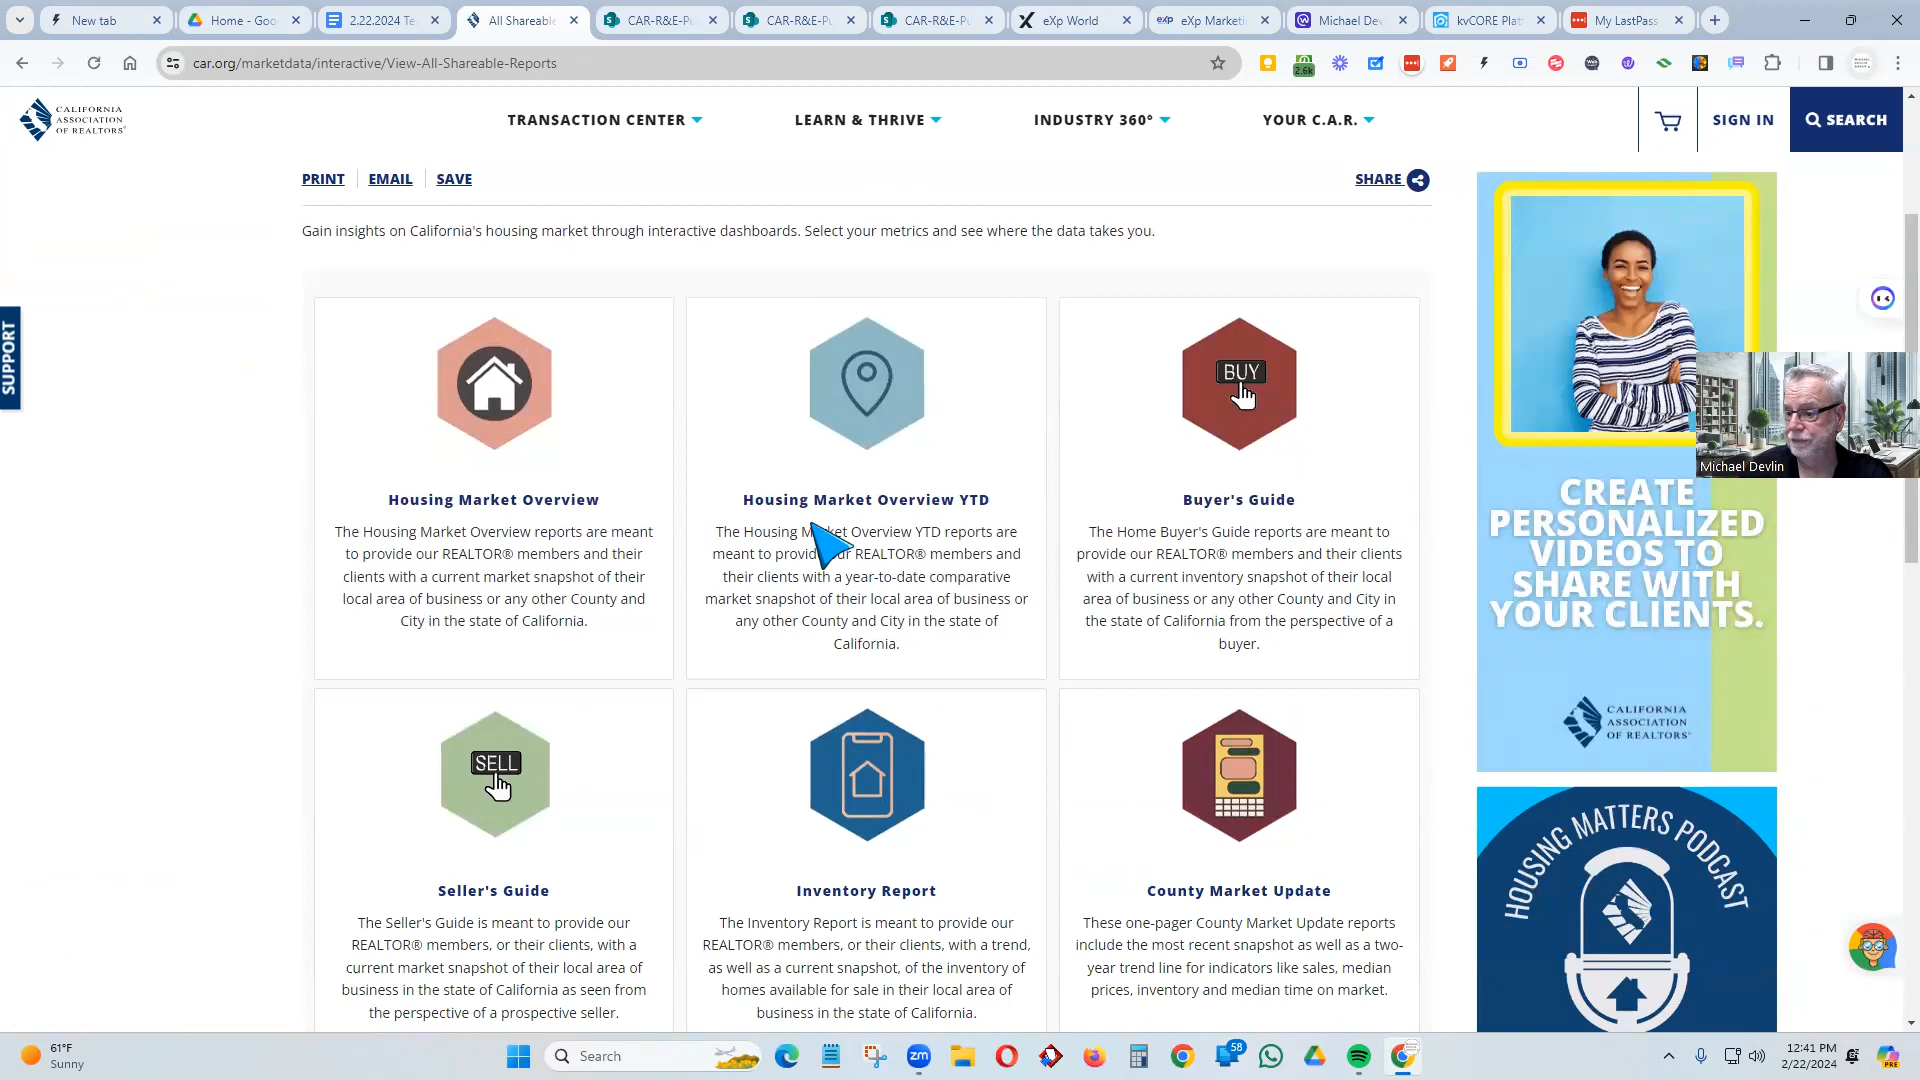 New tab
Home - Goo
2.22.2024 Te
All Shareable
CAR-R&E-Pu
CAR-R&E-Pu
CAR-R&E-Pu
eXp World
eXp Marketi
Michael Dev
kvCORE Plat
My LastPass
car.org/marketdata/interactive/View-All-Shareable-Reports
2.6k
CALIFORNIA
ASSOCIATION
OF REALTORS®
TRANSACTION CENTER
LEARN & THRIVE
INDUSTRY 360°
YOUR C.A.R.
SIGN IN
SEARCH
PRINT
EMAIL
SAVE
SHARE
Gain insights on California's housing market through interactive dashboards. Select your metrics and see where the data takes you.
SUPPORT
BUY
Housing Market Overview
The Housing Market Overview reports are meant
to provide our REALTOR® members and their
clients with a current market snapshot of their
local area of business or any other County and
City in the state of California.
Housing Market Overview YTD
The Housing Market Overview YTD reports are
meant to provide our REALTOR® members and
their clients with a year-to-date comparative
market snapshot of their local area of business or
any other County and City in the state of
California.
Buyer's Guide
The Home Buyer's Guide reports are meant to
provide our REALTOR® members and their clients
with a current inventory snapshot of their local
area of business or any other County and City in
the state of California from the perspective of a
buyer.
SELL
Seller's Guide
The Seller's Guide is meant to provide our
REALTOR® members, or their clients, with a
current market snapshot of their local area of
business in the state of California as seen from
the perspective of a prospective seller.
Inventory Report
The Inventory Report is meant to provide our
REALTOR® members, or their clients, with a trend,
as well as a current snapshot, of the inventory of
homes available for sale in their local area of
business in the state of California.
County Market Update
These one-pager County Market Update reports
include the most recent snapshot as well as a two-
year trend line for indicators like sales, median
prices, inventory and median time on market.
Michael Devlin
CREATE
PERSONALIZED
VIDEOS TO
SHARE WITH
YOUR CLIENTS.
CALIFORNIA
ASSOCIATION
OF REALTORS®
HOUSING MATTERS PODCAST
61°F
Sunny
Search
zm
58
12:41 PM
2/22/2024
PRE